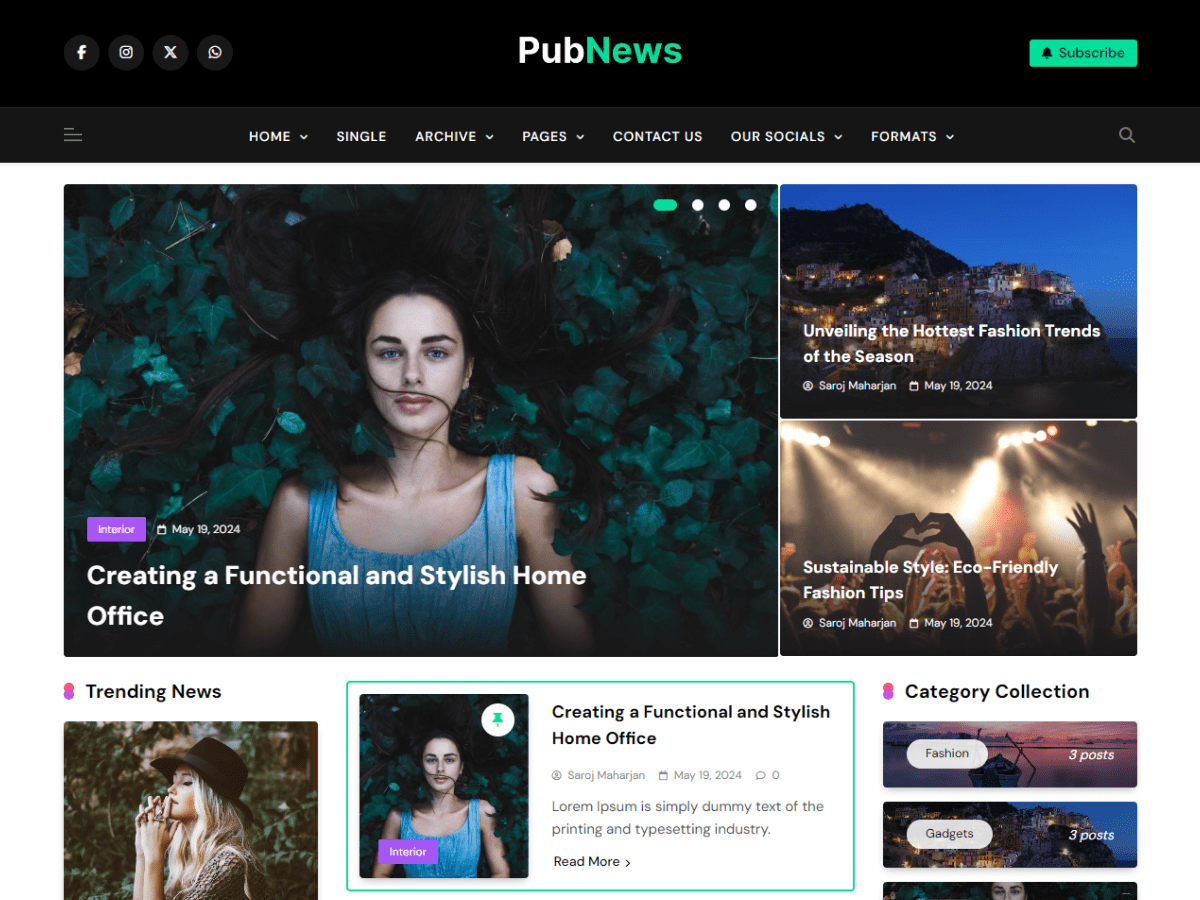 PubNews
Subscribe
HOME
SINGLE
ARCHIVE
PAGES
CONTACT US
OUR SOCIALS
FORMATS
Interior
May 19, 2024
Creating a Functional and Stylish Home
Office
Unveiling the Hottest Fashion Trends
of the Season
Saroj Maharjan
May 19, 2024
Sustainable Style: Eco-Friendly
Fashion Tips
Saroj Maharjan
May 19, 2024
Trending News
Interior
Creating a Functional and Stylish
Home Office
Saroj Maharjan
May 19, 2024
0
Lorem Ipsum is simply dummy text of the
printing and typesetting industry.
Read More
Category Collection
Fashion
3 posts
Gadgets
3 posts